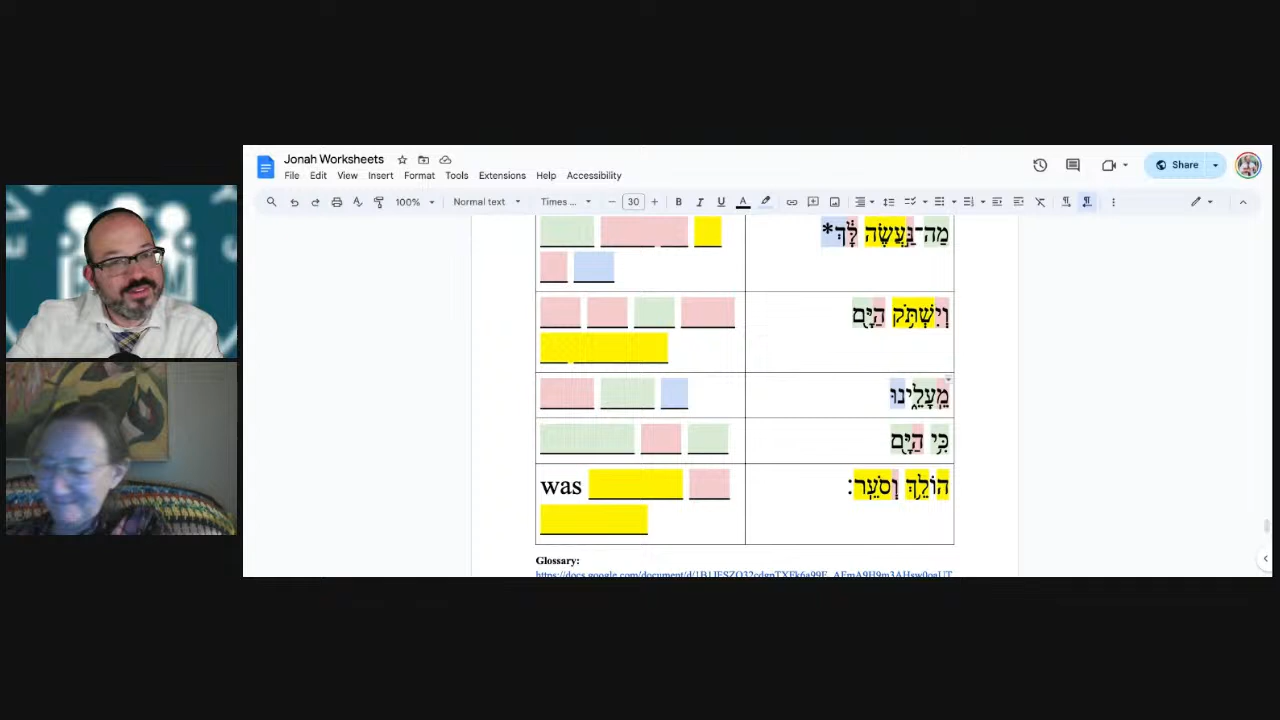 Jonah Worksheets
File Edit View Insert Format Tools Extensions Help Accessibility
Share
100% Normal text Times ... 30 B I U A
מַה־נַּעֲשֶׂה לָּךְ*
וְיִשְׁתֹּק הַיָּם
מֵעָלֵינוּ
כִּי הַיָּם
was
הוֹלֵךְ וְסֹעֵר׃
Glossary: